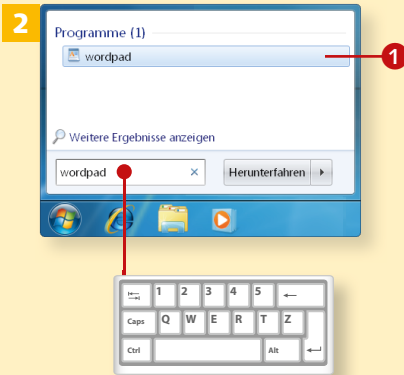 2
Programme (1)
wordpad
1
Weitere Ergebnisse anzeigen
wordpad
Herunterfahren
1 2 3 4 5
Caps Q W E R T Z
Ctrl Alt